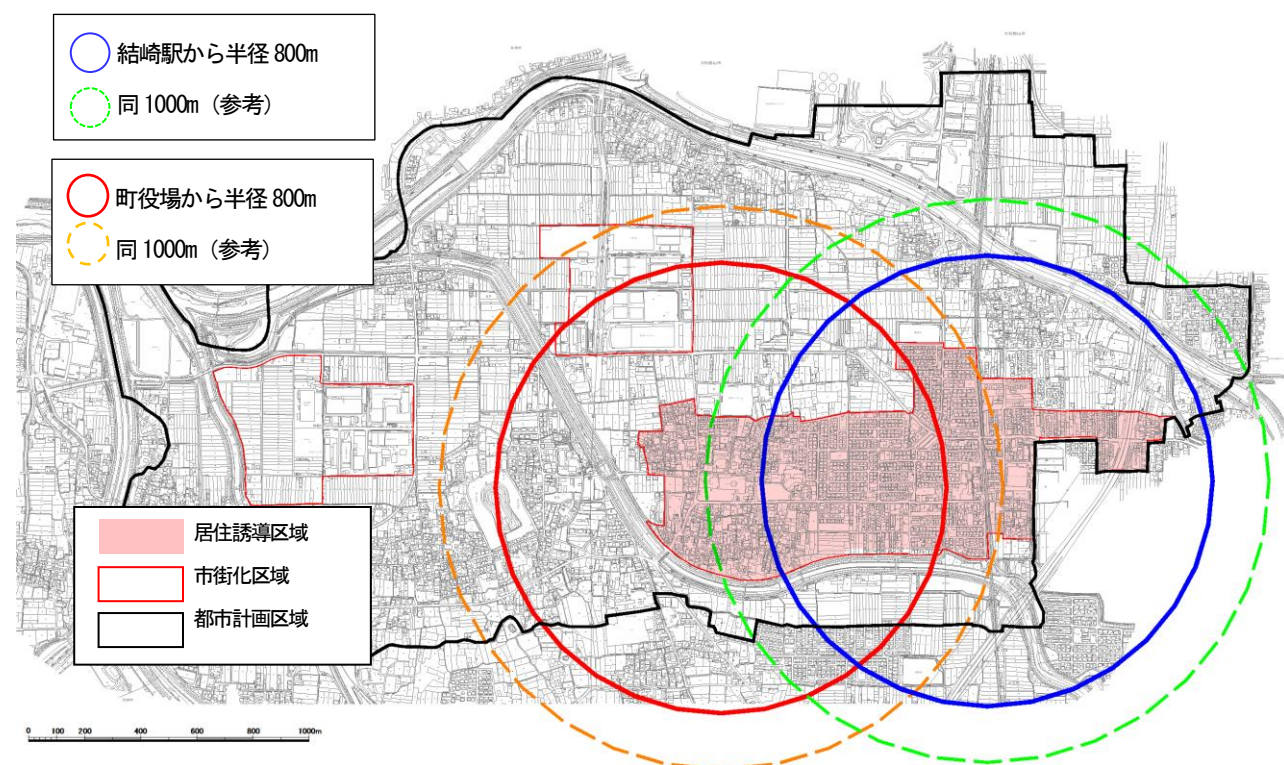 結崎駅から半径 800m
同 1000m（参考）
町役場から半径 800m
同 1000m（参考）
居住誘導区域
市街化区域
都市計画区域
0 100 200 400 600 800 1000m